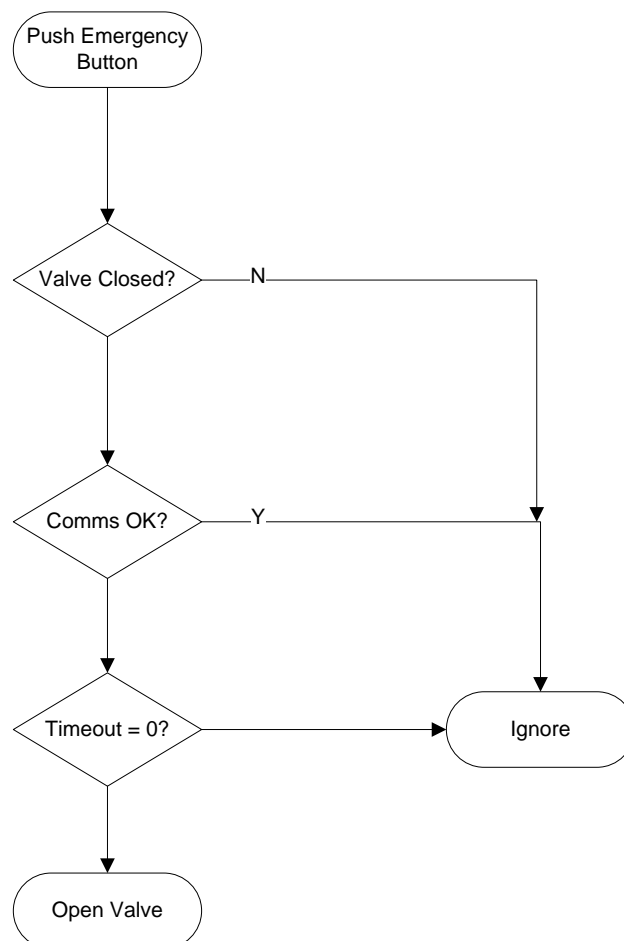 Push Emergency
Button
Valve Closed?
N
Comms OK?
Y
Timeout = 0?
Ignore
Open Valve